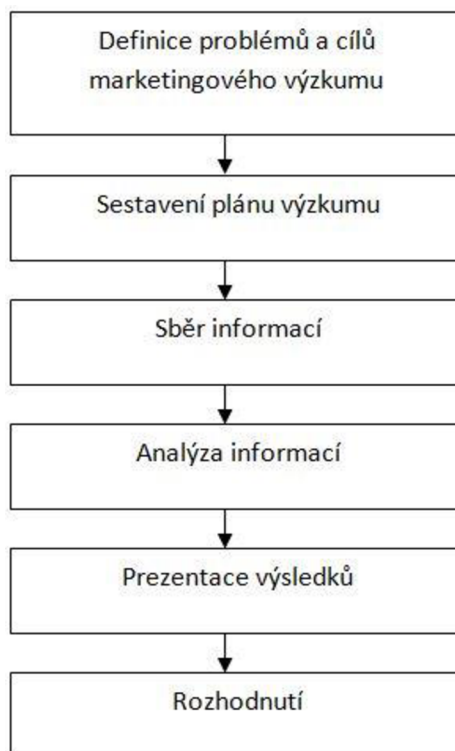 Definice problémů a cílů
marketingového výzkumu
Sestavení plánu výzkumu
Sběr informací
Analýza informací
Prezentace výsledků
Rozhodnutí